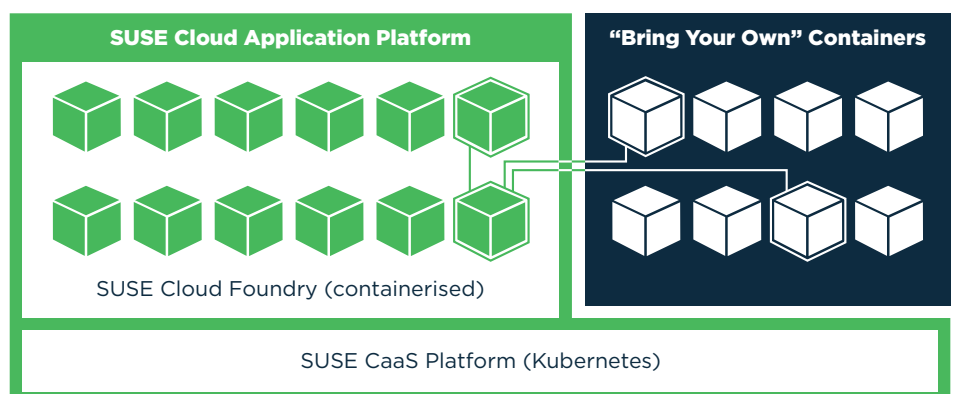 SUSE Cloud Application Platform
“Bring Your Own” Containers
SUSE Cloud Foundry (containerised)
SUSE CaaS Platform (Kubernetes)